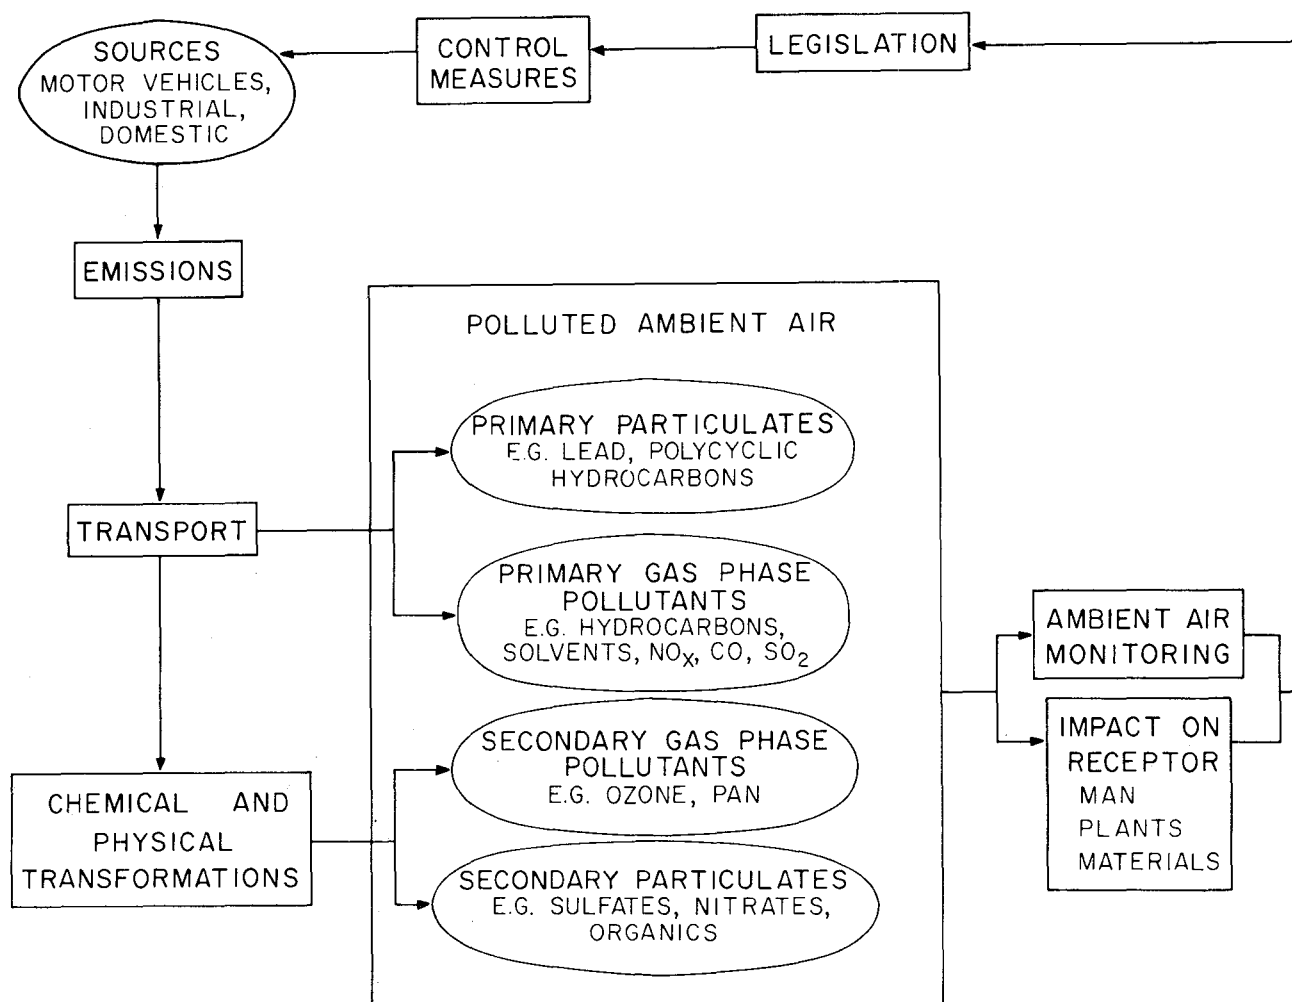 SOURCES
MOTOR VEHICLES,
INDUSTRIAL,
DOMESTIC
CONTROL
MEASURES
LEGISLATION
EMISSIONS
POLLUTED AMBIENT AIR
PRIMARY PARTICULATES
E.G. LEAD, POLYCYCLIC
HYDROCARBONS
TRANSPORT
PRIMARY GAS PHASE
POLLUTANTS
E.G. HYDROCARBONS,
SOLVENTS, NOX, CO, SO2
AMBIENT AIR
MONITORING
SECONDARY GAS PHASE
POLLUTANTS
E.G. OZONE, PAN
IMPACT ON
RECEPTOR
MAN
PLANTS
MATERIALS
CHEMICAL AND
PHYSICAL
TRANSFORMATIONS
SECONDARY PARTICULATES
E.G. SULFATES, NITRATES,
ORGANICS